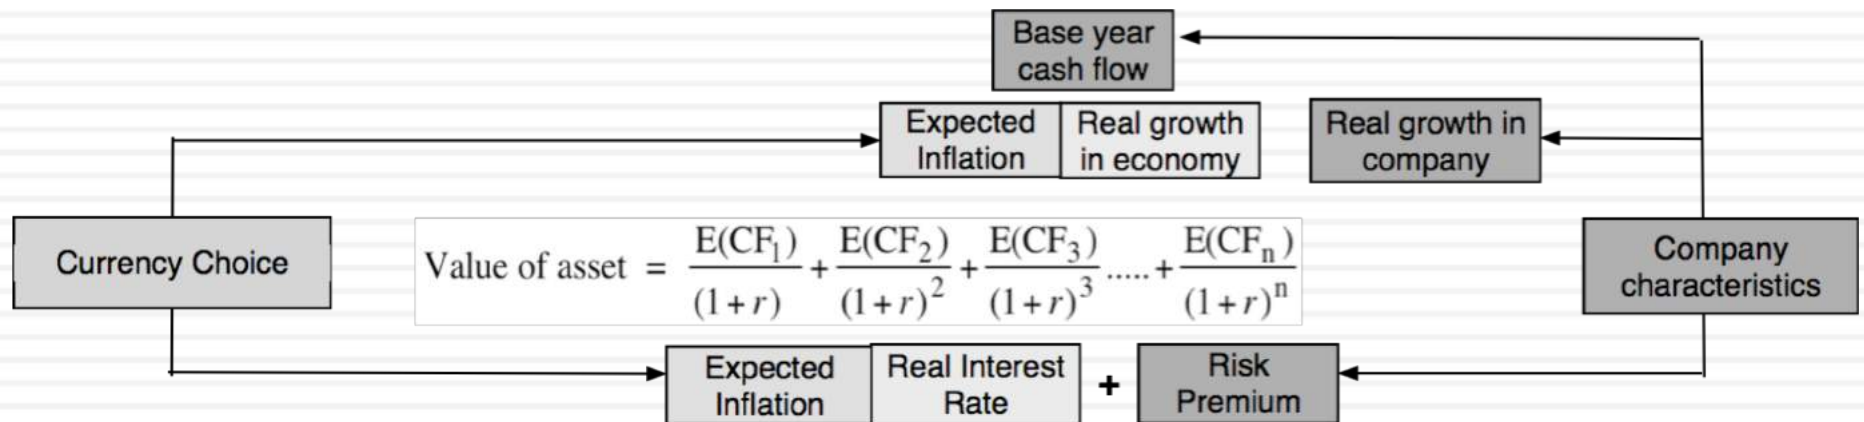 Base year
cash flow
Expected
Inflation
Real growth
in economy
Real growth in
company
Currency Choice
Value of asset = E(CF₁)/(1+r) + E(CF₂)/(1+r)² + E(CF₃)/(1+r)³ ..... + E(CFₙ)/(1+r)ⁿ
Company
characteristics
Expected
Inflation
Real Interest
Rate
+
Risk
Premium